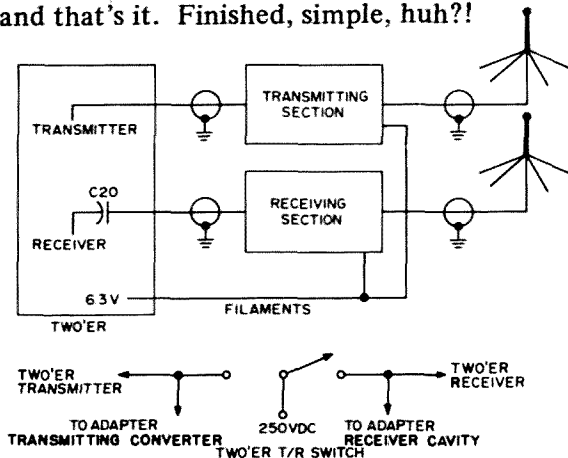 and that's it. Finished, simple, huh?!
TRANSMITTING
SECTION
TRANSMITTER
C20
RECEIVING
SECTION
RECEIVER
6.3V
FILAMENTS
TWO'ER
TWO'ER
TRANSMITTER
TWO'ER
RECEIVER
TO ADAPTER
TRANSMITTING CONVERTER
250VDC
TO ADAPTER
RECEIVER CAVITY
TWO'ER T/R SWITCH